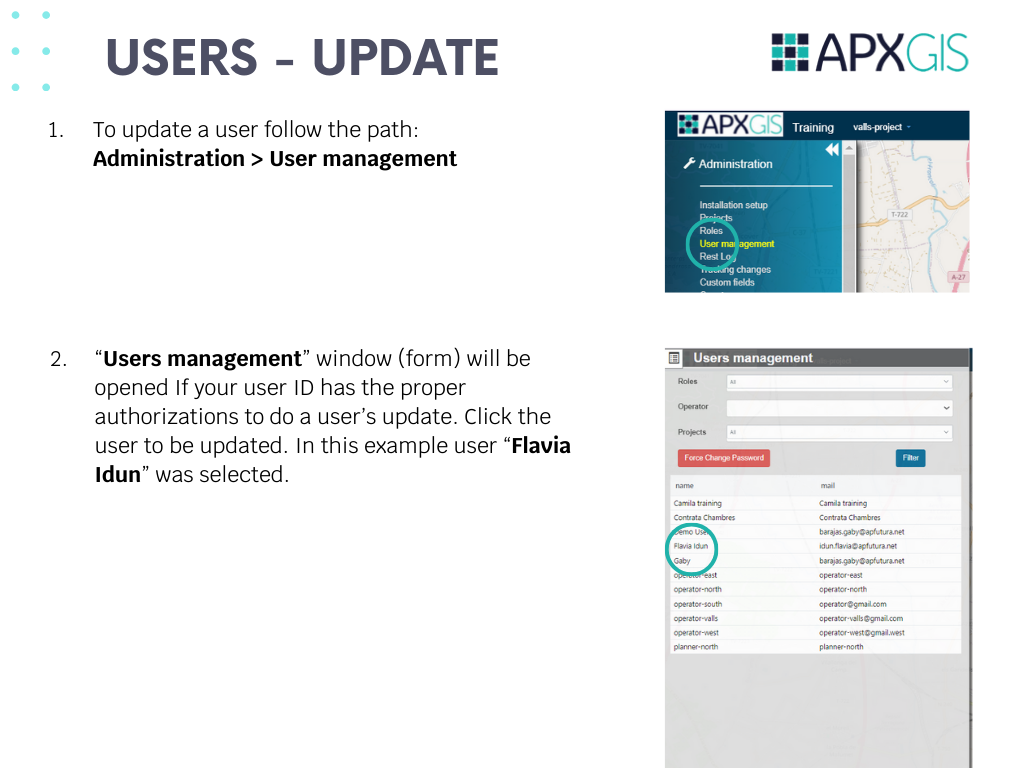 USERS - UPDATE
APXGIS
1. To update a user follow the path:
Administration > User management
APXGIS Training valls-project
Administration
Installation setup
Projects
Roles
User management
Rest Log
Tracking changes
Custom fields
T-722
A-27
2. “Users management” window (form) will be
opened If your user ID has the proper
authorizations to do a user’s update. Click the
user to be updated. In this example user “Flavia
Idun” was selected.
Users management
Roles All
Operator
Projects All
Force Change Password Filter
name mail
Camila training Camila training
Contrata Chambres Contrata Chambres
Demo User barajas.gaby@apfutura.net
Flavia Idun idun.flavia@apfutura.net
Gaby barajas.gaby@apfutura.net
operator-east operator-east
operator-north operator-north
operator-south operator@gmail.com
operator-valls operator-valls@gmail.com
operator-west operator-west@gmail.west
planner-north planner-north